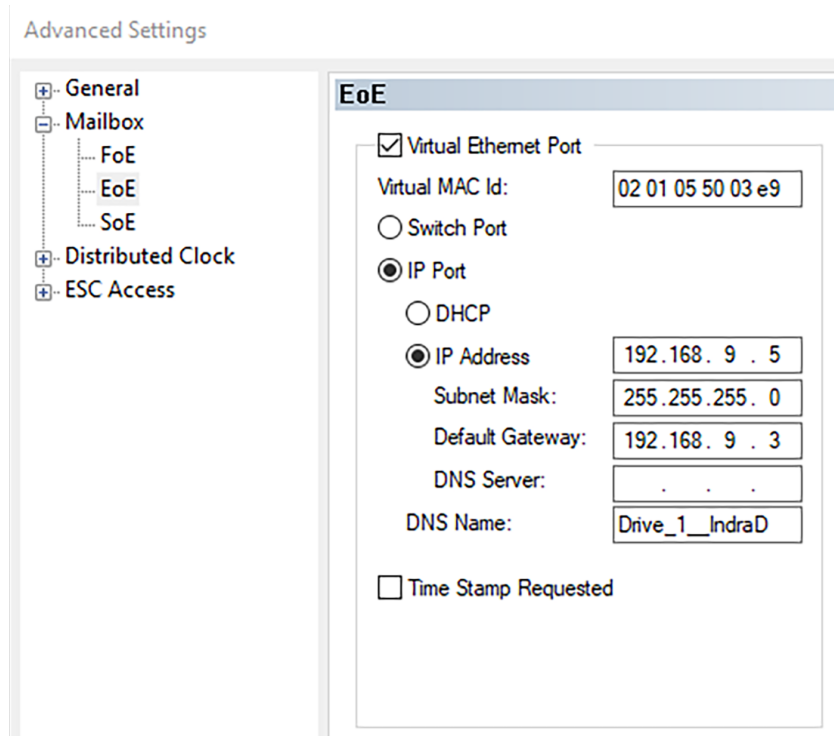 Advanced Settings
General
Mailbox
FoE
EoE
SoE
Distributed Clock
ESC Access
EoE
Virtual Ethernet Port
Virtual MAC Id: 02 01 05 50 03 e9
Switch Port
IP Port
DHCP
IP Address 192.168. 9 . 5
Subnet Mask: 255.255.255. 0
Default Gateway: 192.168. 9 . 3
DNS Server: . . .
DNS Name: Drive_1__IndraD
Time Stamp Requested